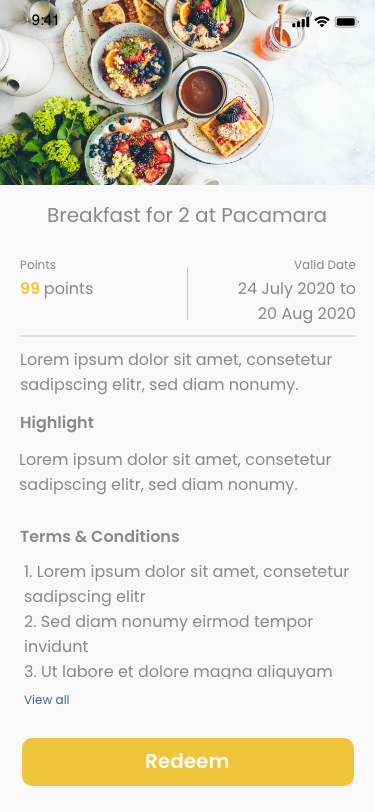 9:41
Breakfast for 2 at Pacamara
Points
Valid Date
99 points
24 July 2020 to
20 Aug 2020
Lorem ipsum dolor sit amet, consetetur
sadipscing elitr, sed diam nonumy.
Highlight
Lorem ipsum dolor sit amet, consetetur
sadipscing elitr, sed diam nonumy.
Terms & Conditions
1. Lorem ipsum dolor sit amet, consetetur
sadipscing elitr
2. Sed diam nonumy eirmod tempor
invidunt
3. Ut labore et dolore magna aliquyam
View all
Redeem